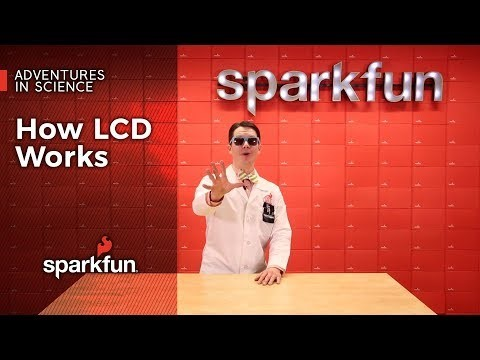 ADVENTURES
IN SCIENCE
How LCD
Works
sparkfun
sparkfun